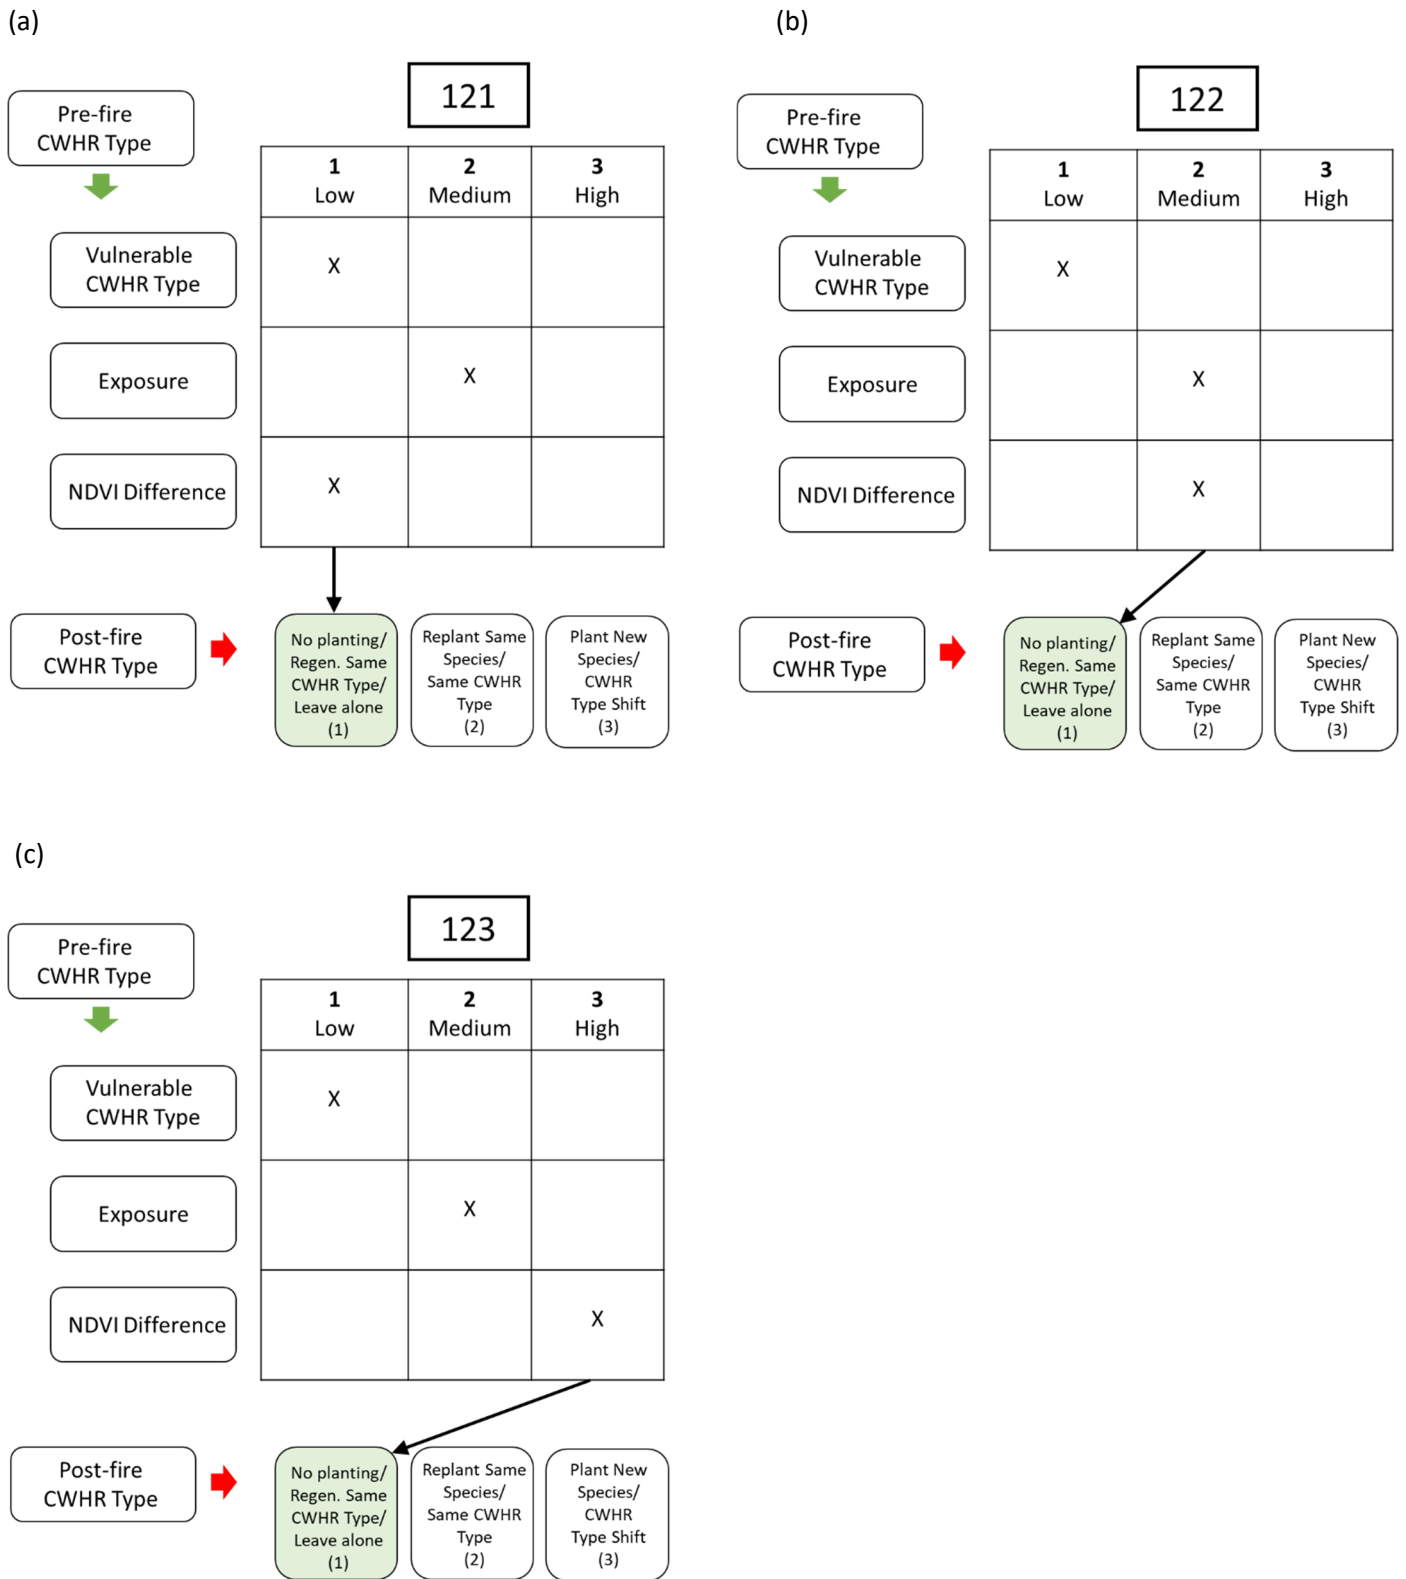 (a)
121
Pre-fire
CWHR Type
1 2 3
Low Medium High
Vulnerable
CWHR Type
X
Exposure
X
NDVI Difference
X
Post-fire
CWHR Type
No planting/
Regen. Same
CWHR Type/
Leave alone
(1)
Replant Same
Species/
Same CWHR
Type
(2)
Plant New
Species/
CWHR
Type Shift
(3)
(b)
122
Pre-fire
CWHR Type
1 2 3
Low Medium High
Vulnerable
CWHR Type
X
Exposure
X
NDVI Difference
X
Post-fire
CWHR Type
No planting/
Regen. Same
CWHR Type/
Leave alone
(1)
Replant Same
Species/
Same CWHR
Type
(2)
Plant New
Species/
CWHR
Type Shift
(3)
(c)
123
Pre-fire
CWHR Type
1 2 3
Low Medium High
Vulnerable
CWHR Type
X
Exposure
X
NDVI Difference
X
Post-fire
CWHR Type
No planting/
Regen. Same
CWHR Type/
Leave alone
(1)
Replant Same
Species/
Same CWHR
Type
(2)
Plant New
Species/
CWHR
Type Shift
(3)